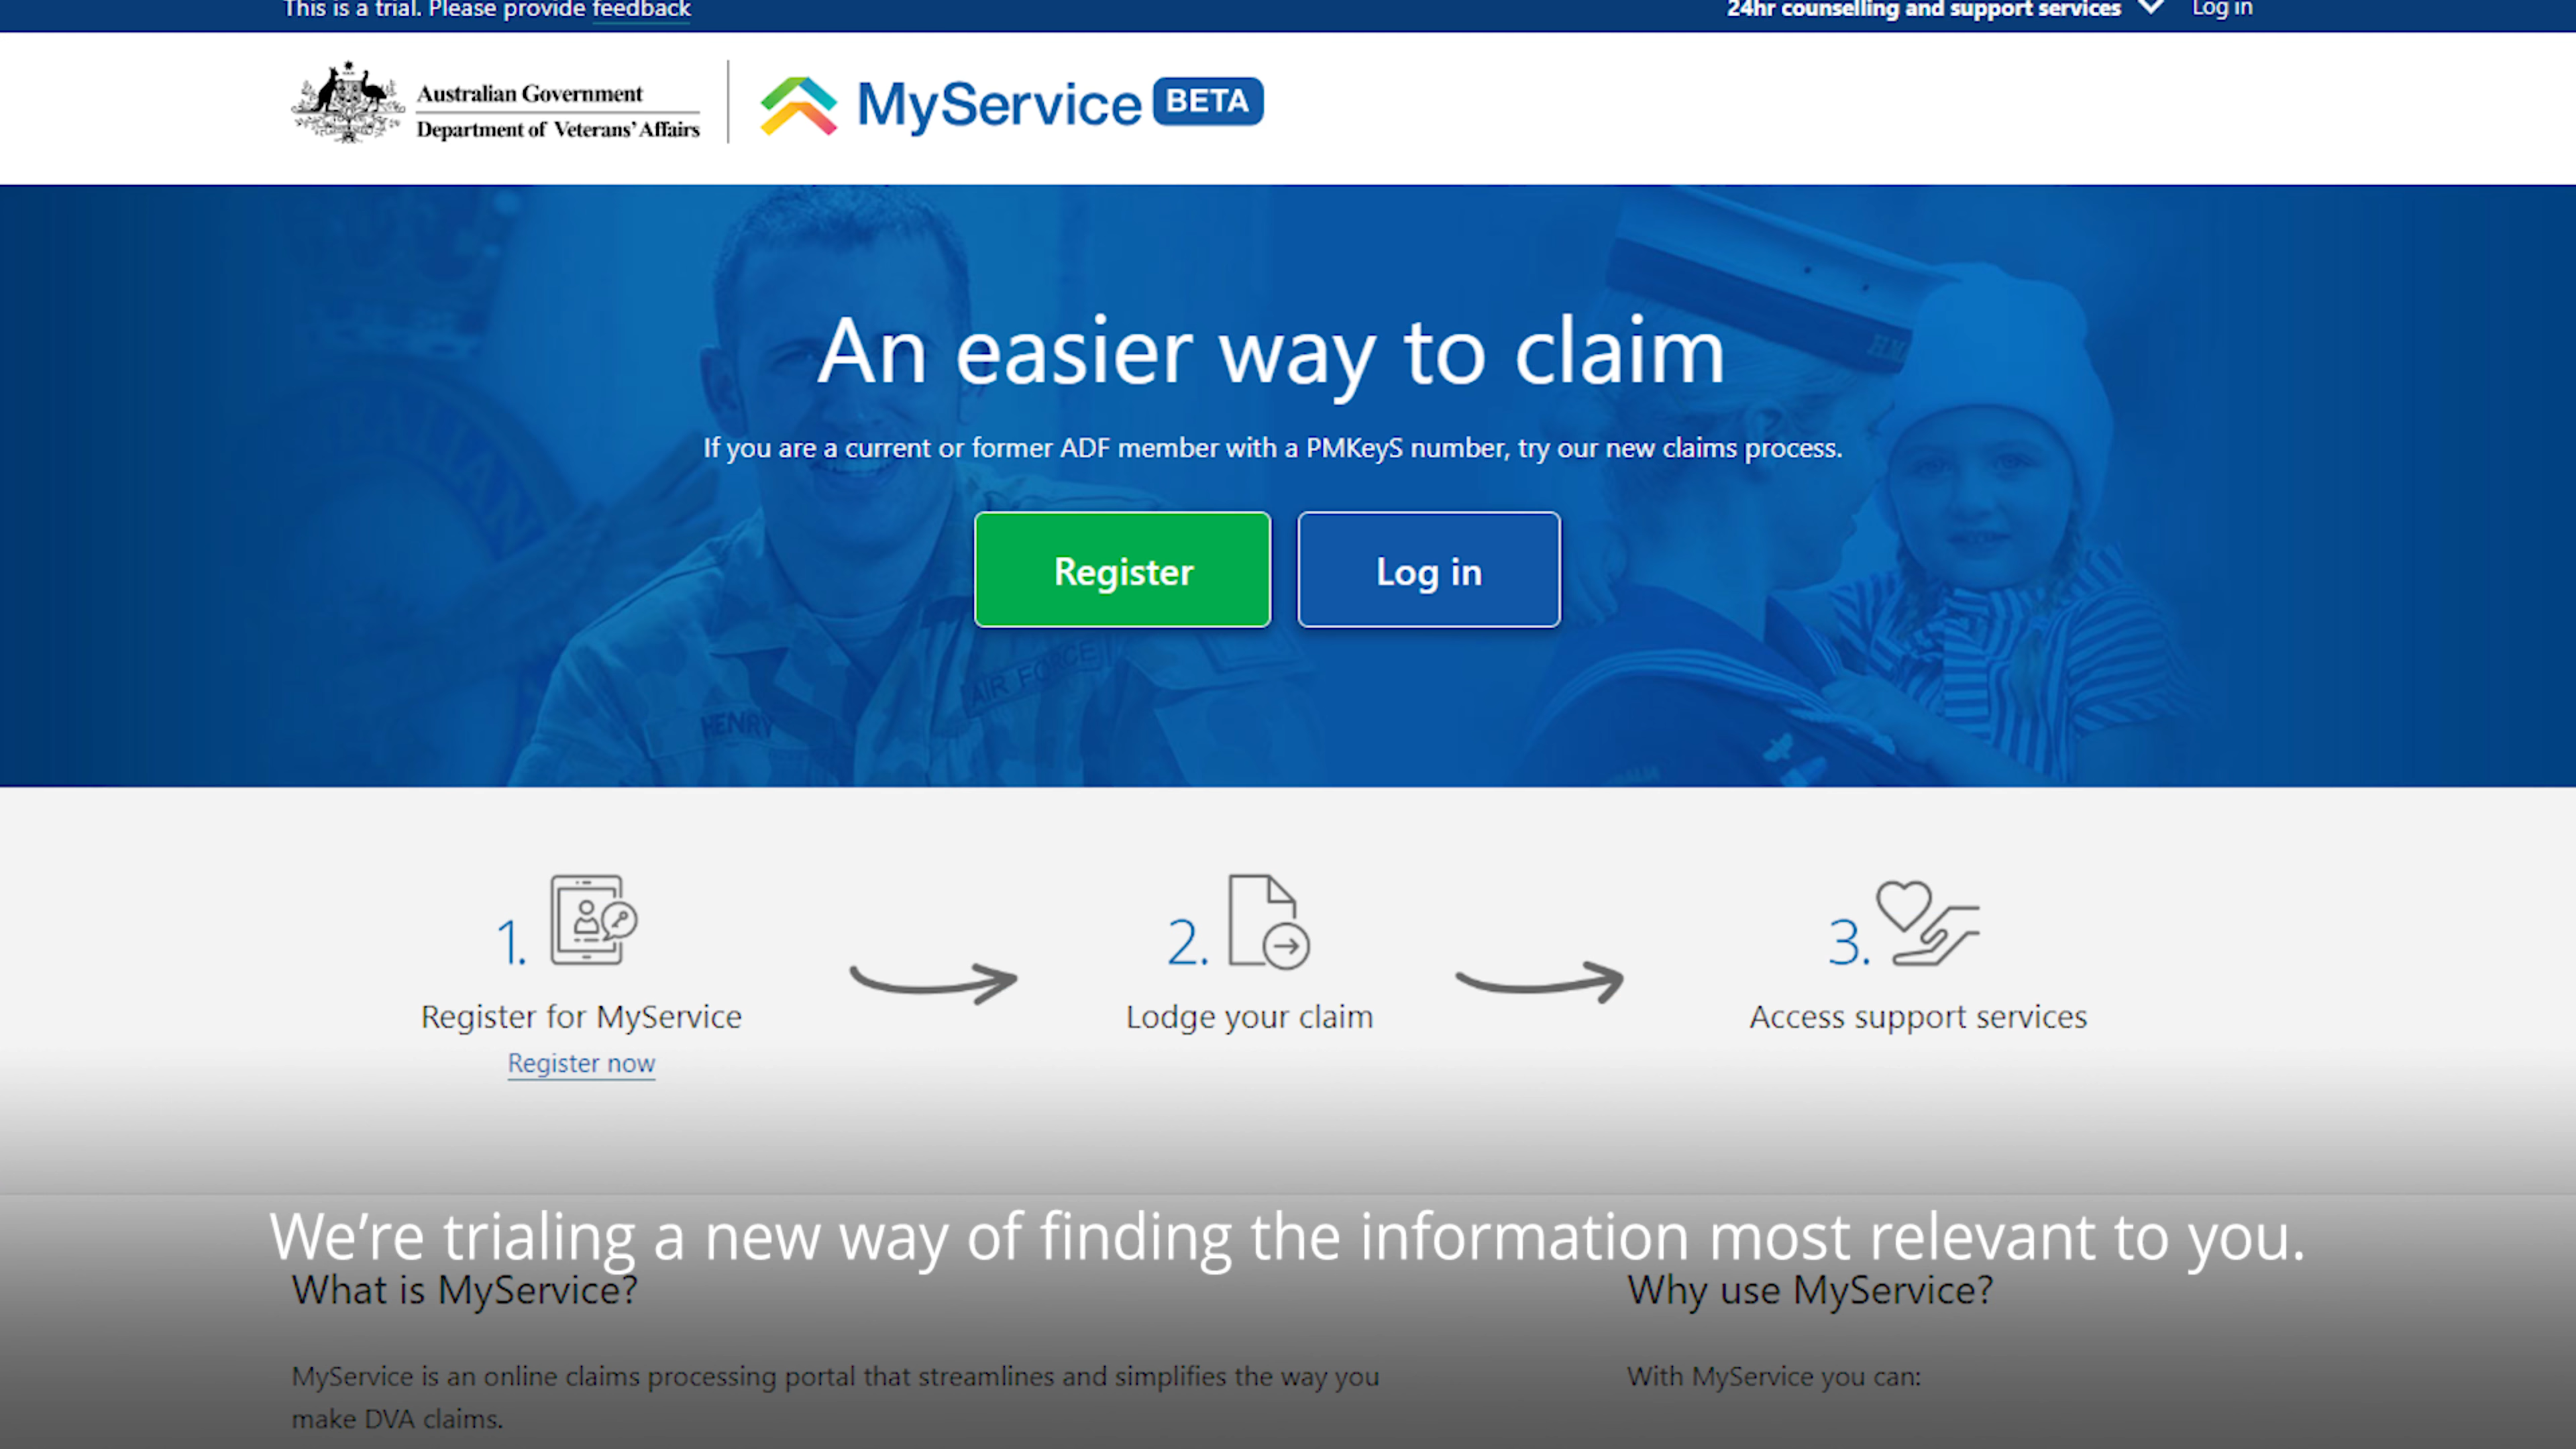 This is a trial. Please provide feedback
24hr counselling and support services Log in
Australian Government
Department of Veterans' Affairs
MyService BETA
An easier way to claim
If you are a current or former ADF member with a PMKeyS number, try our new claims process.
Register Log in
AIR FORCE
HENRY
1. 2. 3.
Register for MyService Lodge your claim Access support services
Register now
We're trialing a new way of finding the information most relevant to you.
What is MyService? Why use MyService?
MyService is an online claims processing portal that streamlines and simplifies the way you
make DVA claims.
With MyService you can: